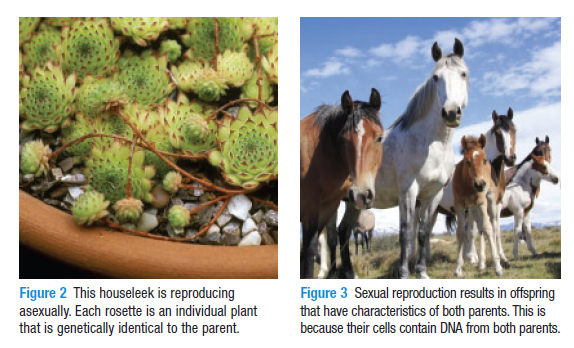 Figure 2 This houseleek is reproducing
asexually. Each rosette is an individual plant
that is genetically identical to the parent.
Figure 3 Sexual reproduction results in offspring
that have characteristics of both parents. This is
because their cells contain DNA from both parents.